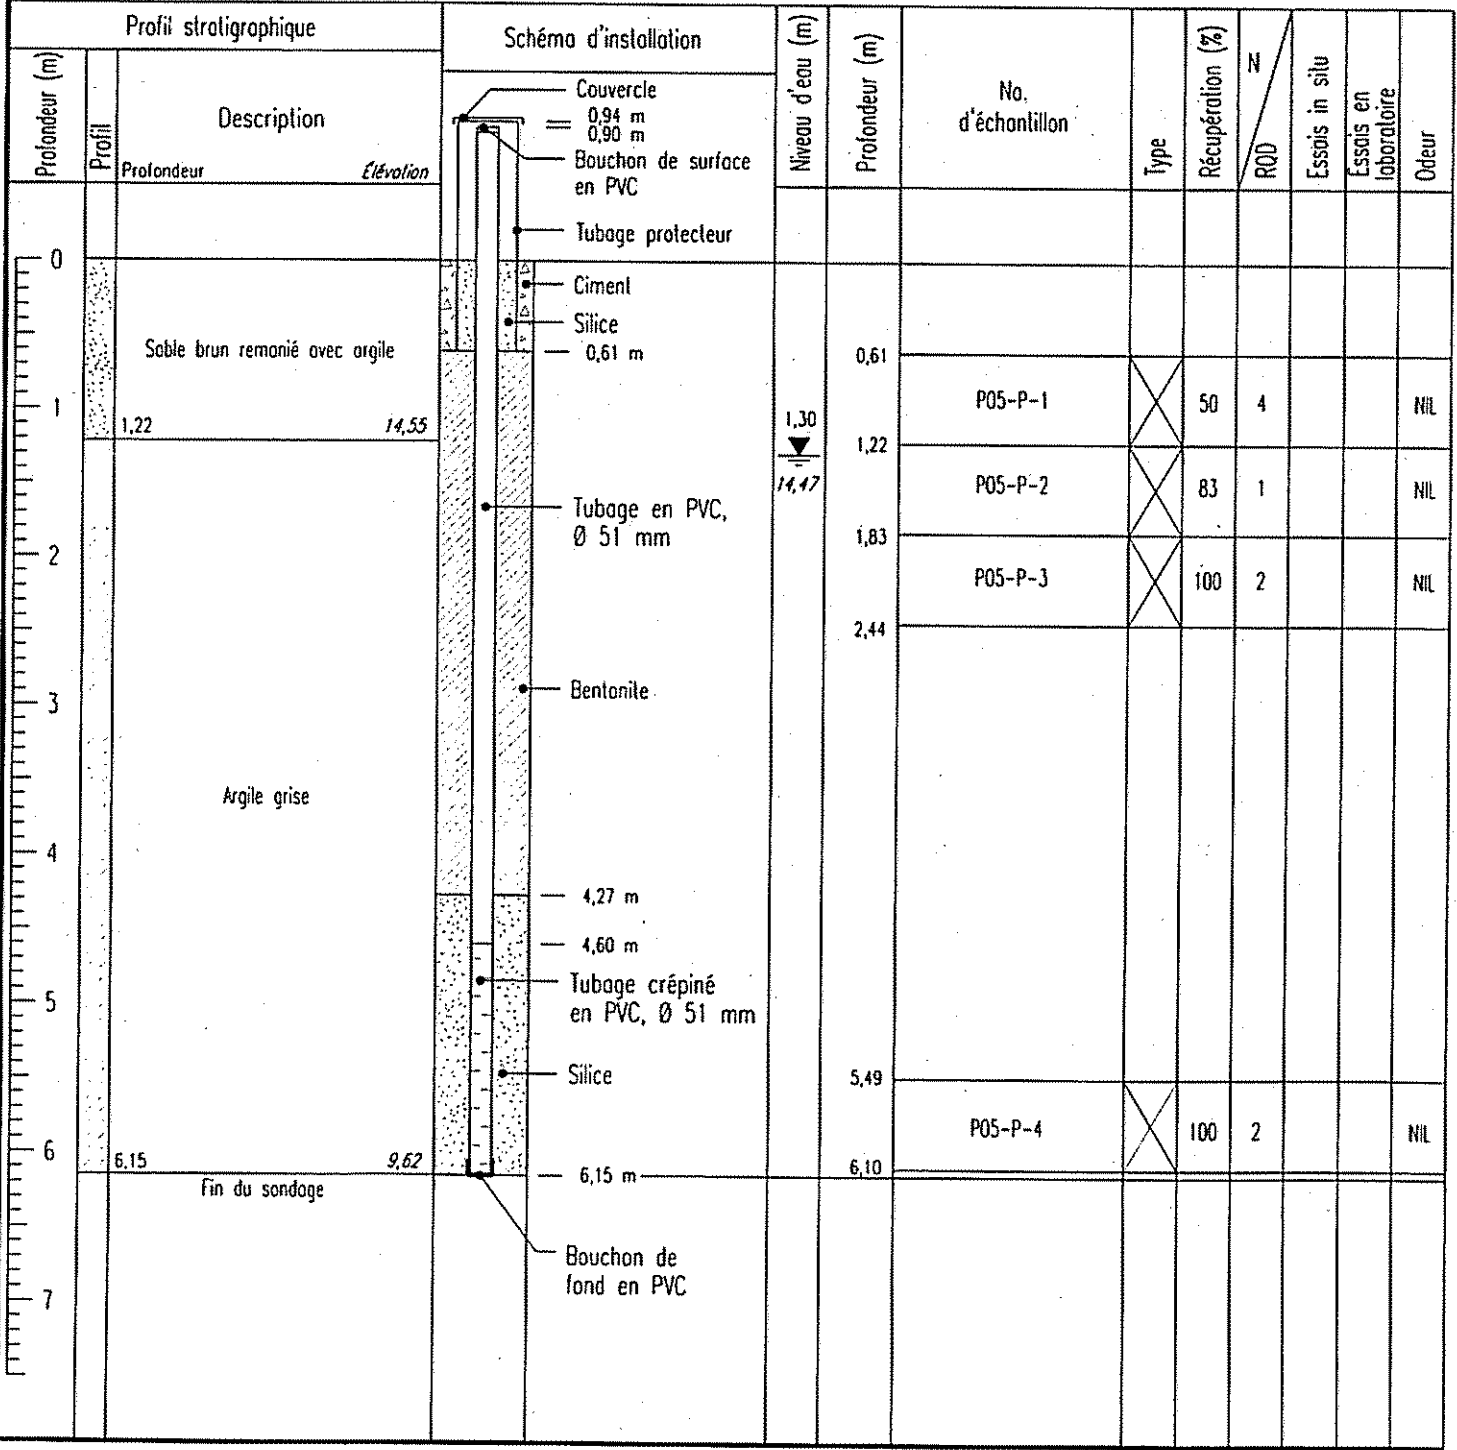 Profil stratigraphique
Schéma d'installation
Niveau d'eau (m)
Profondeur (m)
No. d'échantillon
Type
Récupération (%)
N
RQD
Essais in situ
Essais en laboratoire
Odeur
Profondeur (m)
Profil
Description
Profondeur
Élévation
Couvercle
0,94 m
0,90 m
Bouchon de surface
en PVC
Tubage protecteur
Ciment
Silice
0,61 m
0
1
2
3
4
5
6
7
Sable brun remanié avec argile
1,22 14,55
Argile grise
6,15 9,62
Fin du sondage
Tubage en PVC,
Ø 51 mm
Bentonite
4,27 m
4,60 m
Tubage crépiné
en PVC, Ø 51 mm
Silice
6,15 m
Bouchon de
fond en PVC
1,30
14,47
0,61
P05-P-1 50 4 NIL
1,22
P05-P-2 83 1 NIL
1,83
P05-P-3 100 2 NIL
2,44
5,49
P05-P-4 100 2 NIL
6,10